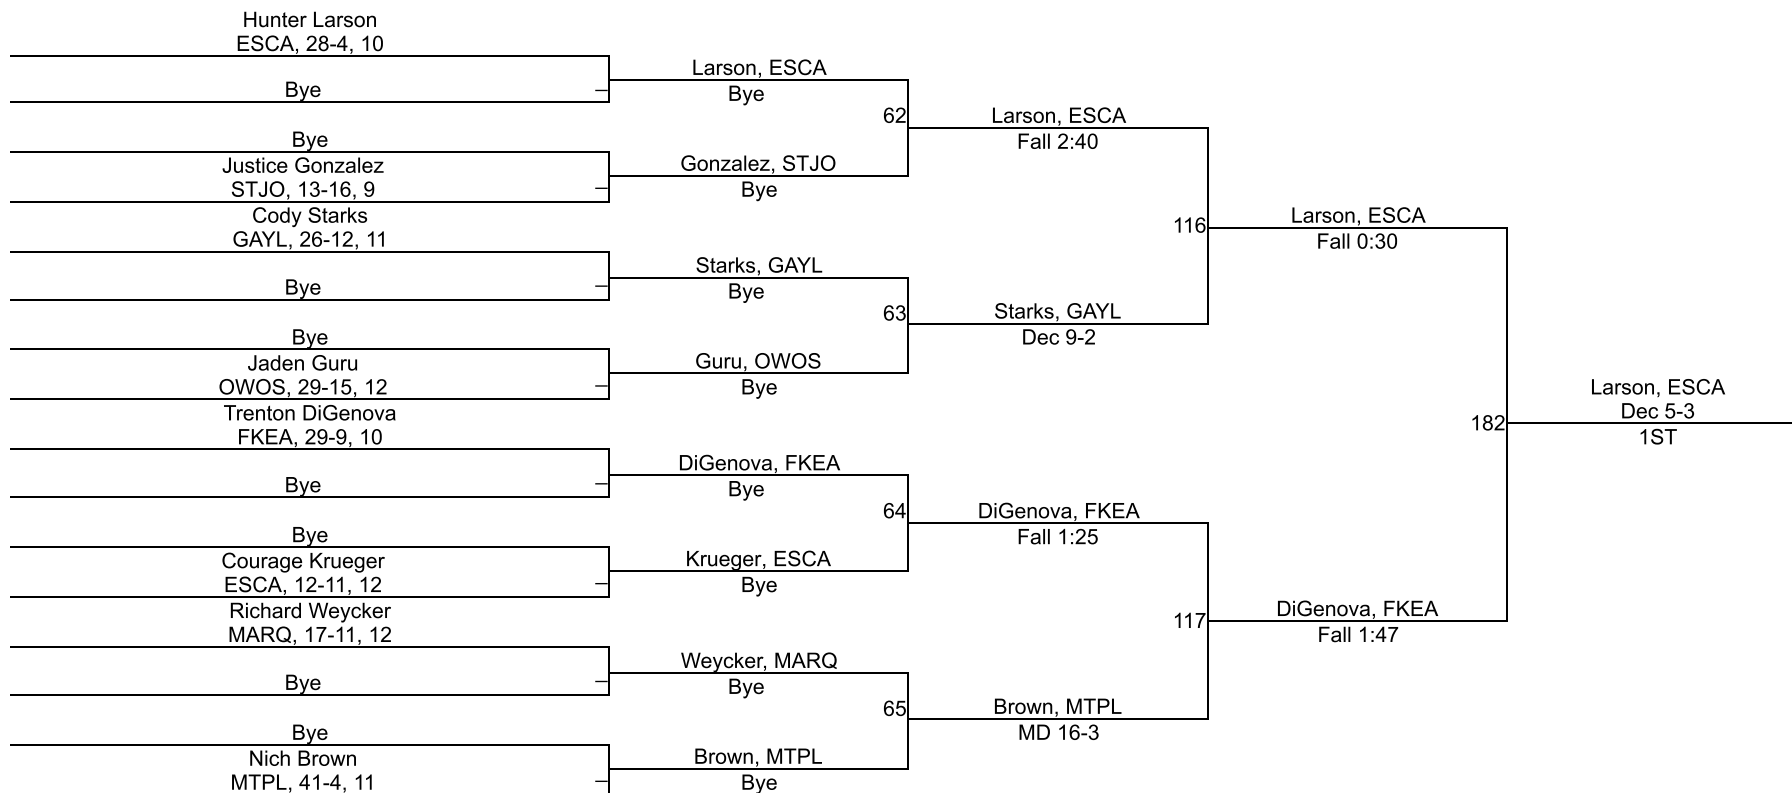 Hunter Larson
ESCA, 28-4, 10
Bye
Bye
Justice Gonzalez
STJO, 13-16, 9
Cody Starks
GAYL, 26-12, 11
Bye
Bye
Jaden Guru
OWOS, 29-15, 12
Trenton DiGenova
FKEA, 29-9, 10
Bye
Bye
Courage Krueger
ESCA, 12-11, 12
Richard Weycker
MARQ, 17-11, 12
Bye
Bye
Nich Brown
MTPL, 41-4, 11
Larson, ESCA
Bye
62
Gonzalez, STJO
Bye
Starks, GAYL
Bye
63
Guru, OWOS
Bye
DiGenova, FKEA
Bye
64
Krueger, ESCA
Bye
Weycker, MARQ
Bye
65
Brown, MTPL
Bye
Larson, ESCA
Fall 2:40
116
Starks, GAYL
Dec 9-2
DiGenova, FKEA
Fall 1:25
117
Brown, MTPL
MD 16-3
Larson, ESCA
Fall 0:30
182
DiGenova, FKEA
Fall 1:47
Larson, ESCA
Dec 5-3
1ST